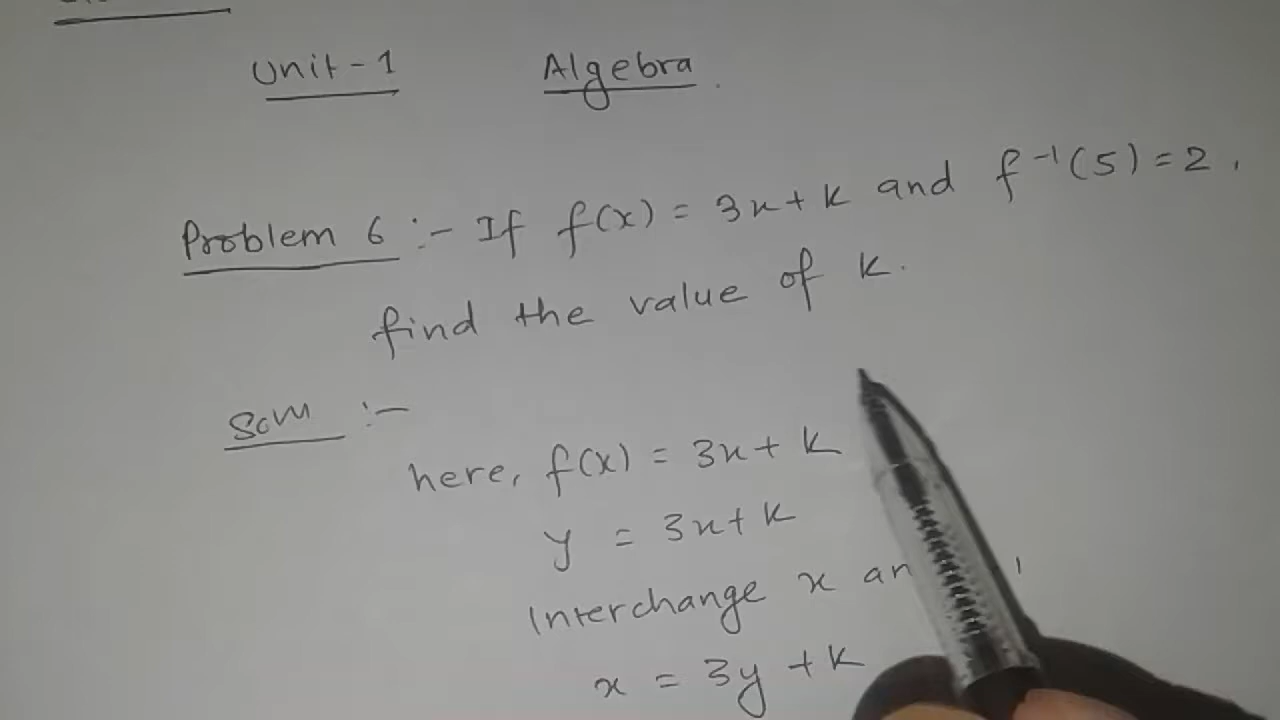 Unit-1 Algebra
Problem 6 :- If f(x) = 3x+k and f⁻¹(5)=2.
find the value of k.
Soln :-
here, f(x) = 3x+k
y = 3x+k
Interchange x an
x = 3y+k